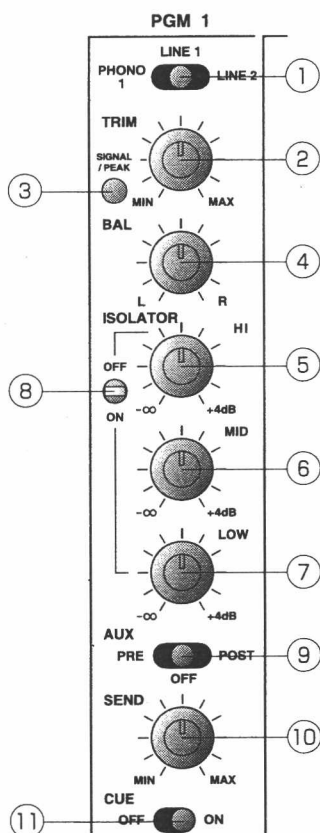 PGM 1
LINE 1
PHONO 1 LINE 2
①
TRIM
②
SIGNAL / PEAK
③
MIN MAX
BAL
④
L R
ISOLATOR HI
⑤
OFF
⑧
ON
-∞ +4dB
MID
⑥
-∞ +4dB
LOW
⑦
-∞ +4dB
AUX
PRE POST
⑨
OFF
SEND
⑩
MIN MAX
CUE
⑪
OFF ON